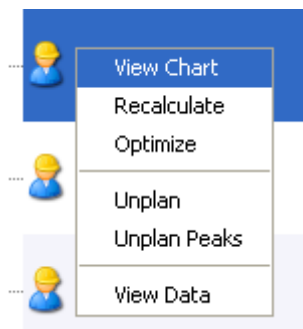 View Chart
Recalculate
Optimize
Unplan
Unplan Peaks
View Data